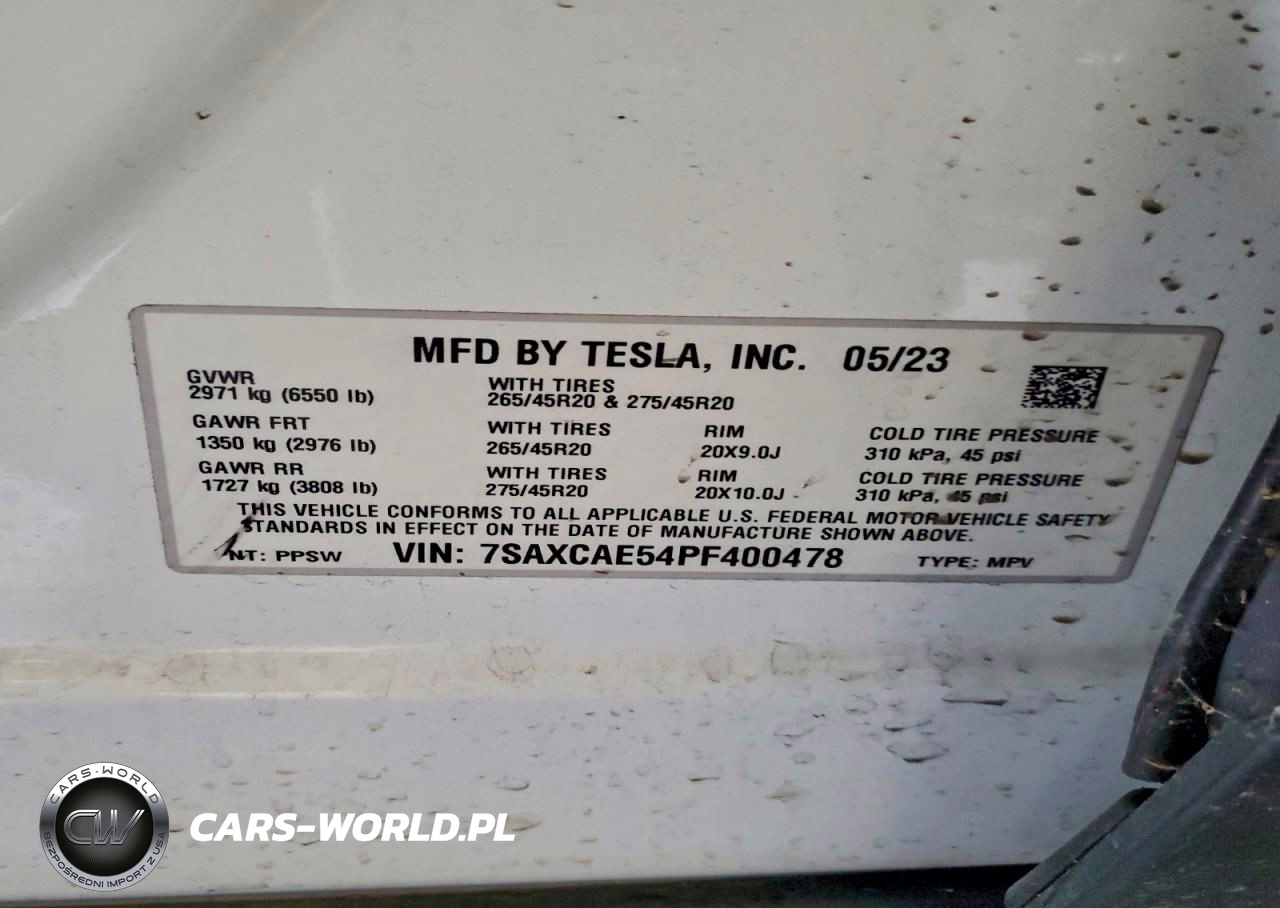 MFD BY TESLA, INC. 05/23
GVWR
2971 kg (6550 lb)
WITH TIRES
265/45R20 & 275/45R20
GAWR FRT
1350 kg (2976 lb)
WITH TIRES
265/45R20
RIM
20X9.0J
COLD TIRE PRESSURE
310 kPa, 45 psi
GAWR RR
1727 kg (3808 lb)
WITH TIRES
275/45R20
RIM
20X10.0J
COLD TIRE PRESSURE
310 kPa, 45 psi
THIS VEHICLE CONFORMS TO ALL APPLICABLE U.S. FEDERAL MOTOR VEHICLE SAFETY
STANDARDS IN EFFECT ON THE DATE OF MANUFACTURE SHOWN ABOVE.
NT: PPSW VIN: 7SAXCAE54PF400478 TYPE: MPV
CARS-WORLD
CW
BEZPOŚREDNI IMPORT Z USA
CARS-WORLD.PL